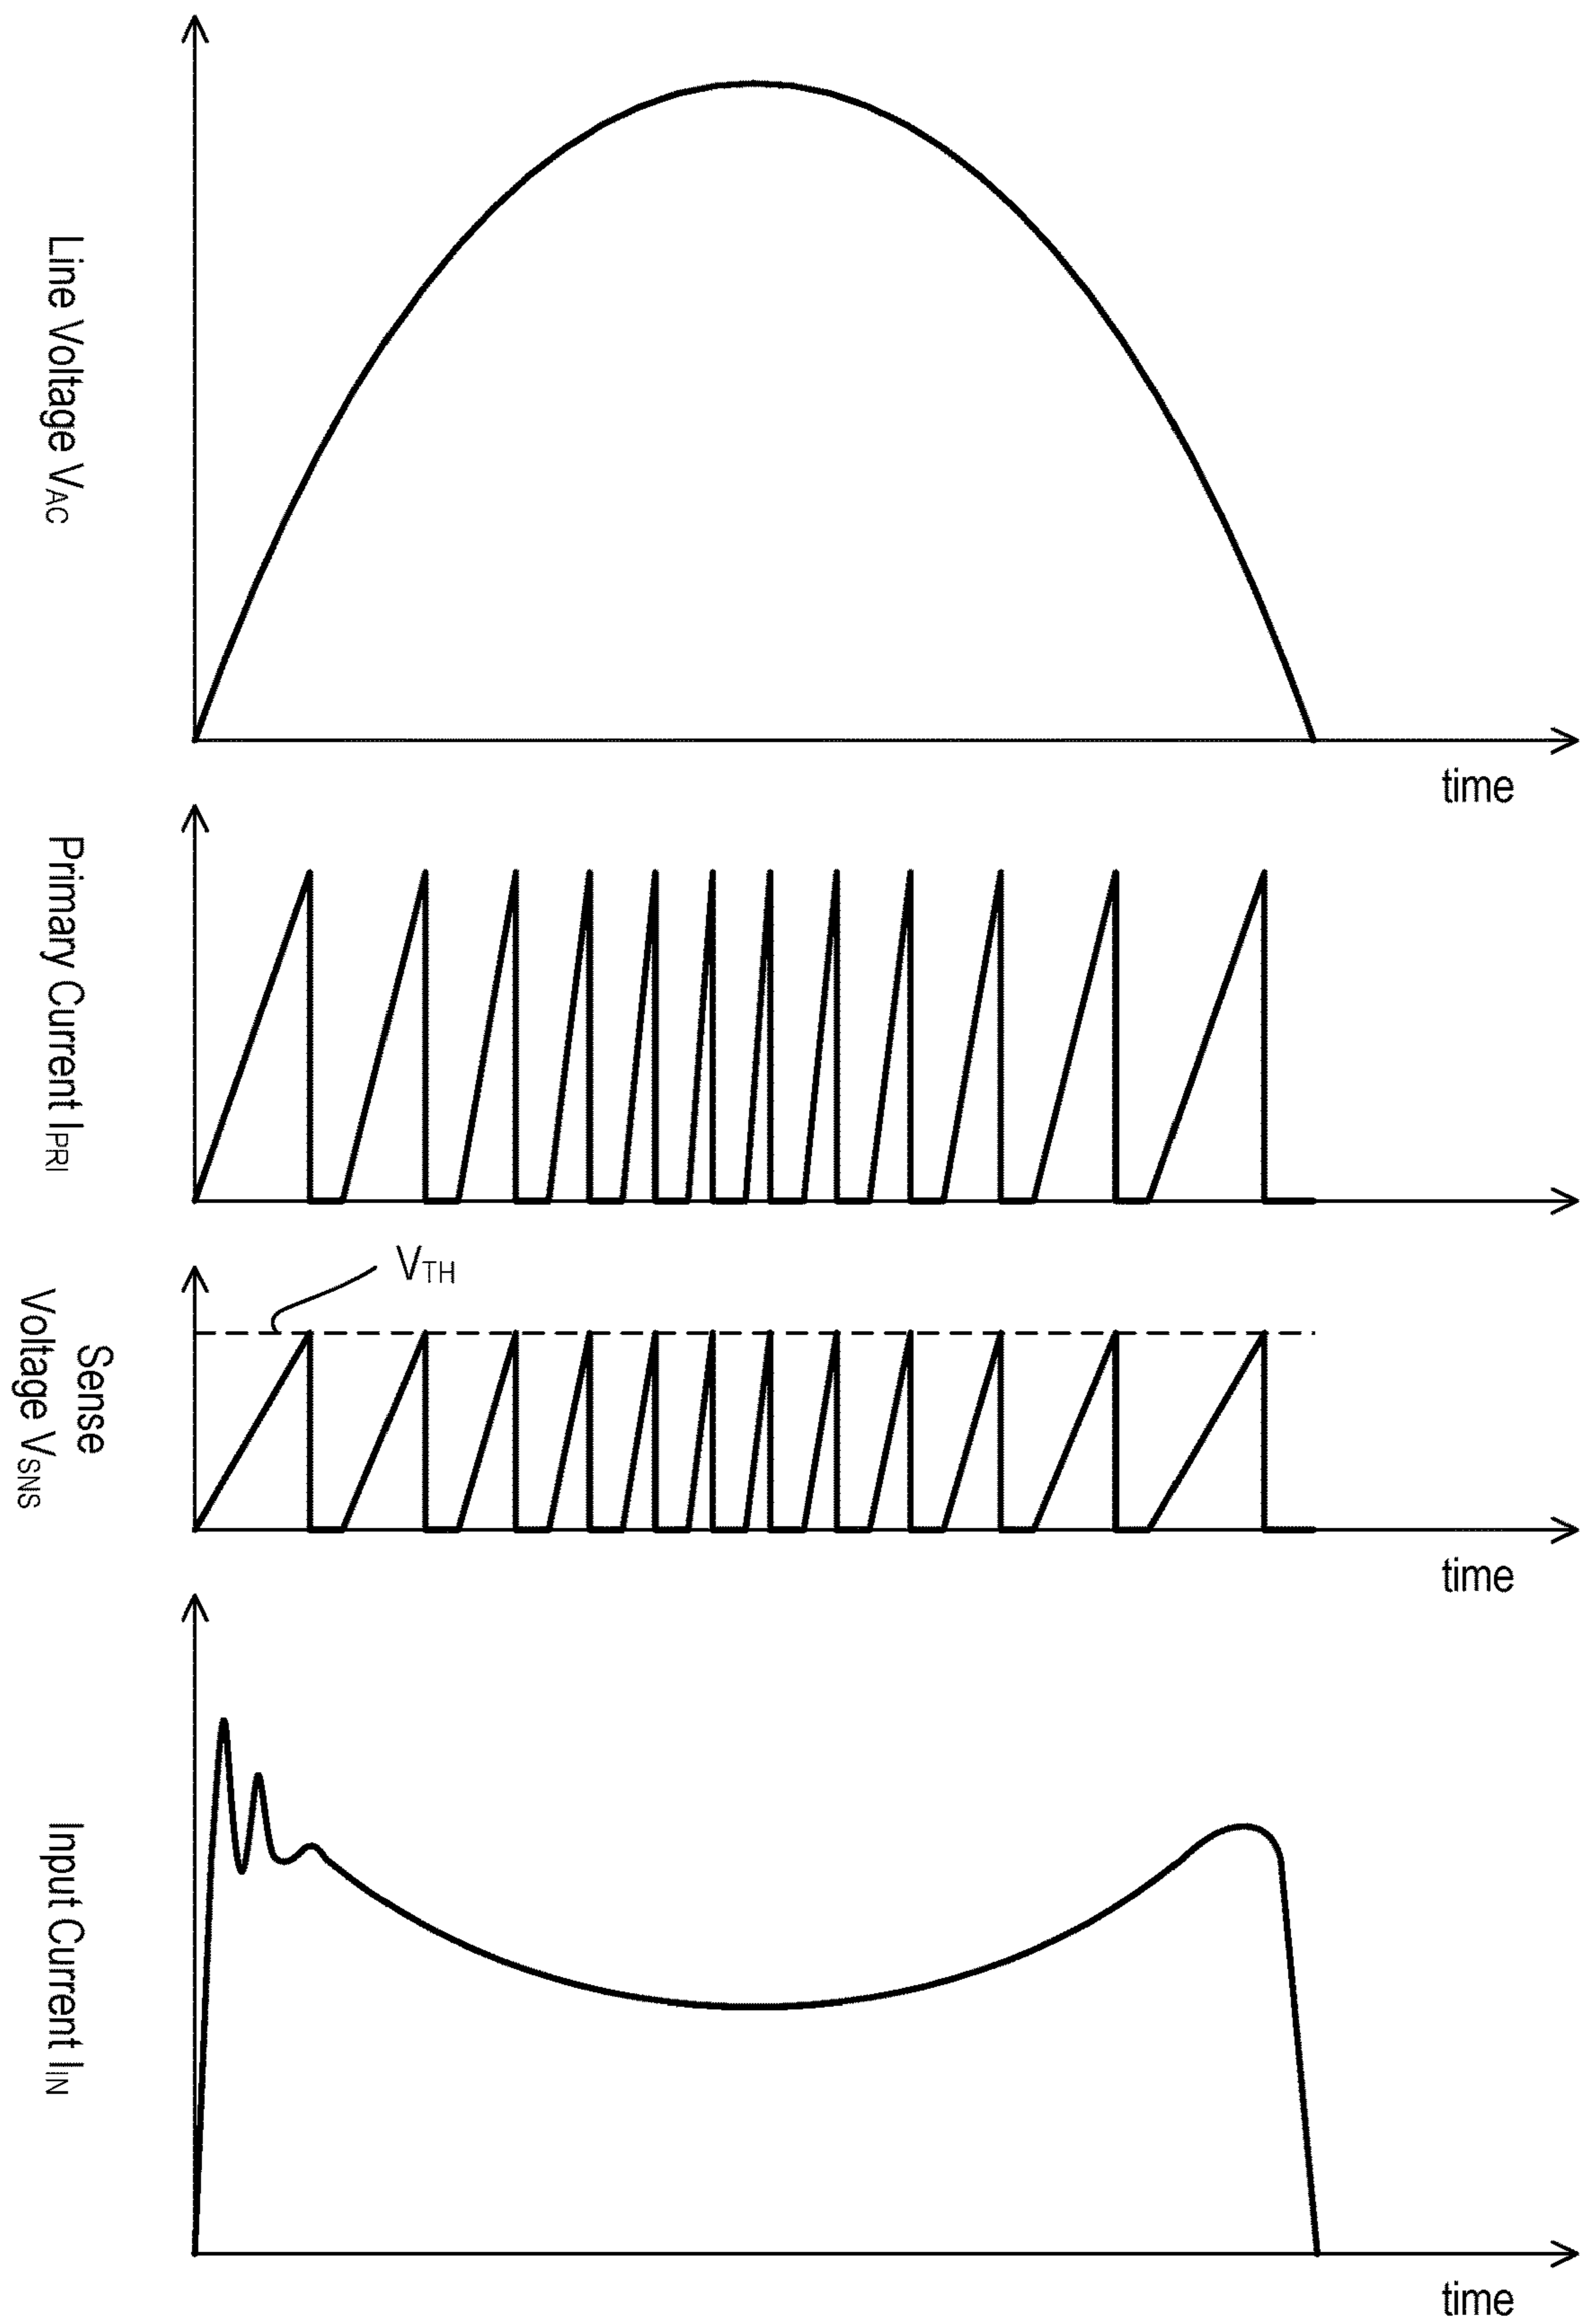 Line Voltage VAC
time
Primary Current IPRI
VTH
Sense
Voltage VSNS
time
Input Current IIN
time